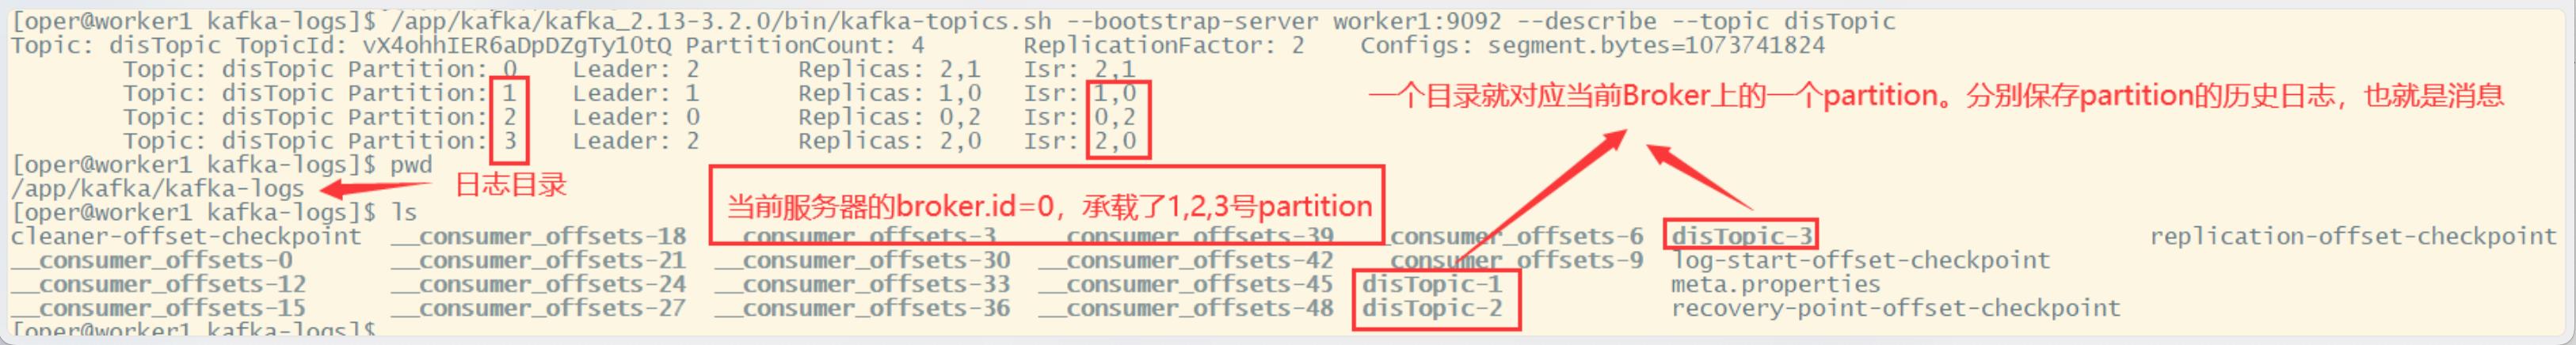 [oper@worker1 kafka-logs]$ /app/kafka/kafka_2.13-3.2.0/bin/kafka-topics.sh --bootstrap-server worker1:9092 --describe --topic disTopic
Topic: disTopic TopicId: vX4ohhIER6aDpDZgTy10tQ PartitionCount: 4 ReplicationFactor: 2 Configs: segment.bytes=1073741824
Topic: disTopic Partition: 0 Leader: 2 Replicas: 2,1 Isr: 2,1
Topic: disTopic Partition: 1 Leader: 1 Replicas: 1,0 Isr: 1,0
一个目录就对应当前Broker上的一个partition。分别保存partition的历史日志，也就是消息
Topic: disTopic Partition: 2 Leader: 0 Replicas: 0,2 Isr: 0,2
Topic: disTopic Partition: 3 Leader: 2 Replicas: 2,0 Isr: 2,0
[oper@worker1 kafka-logs]$ pwd
/app/kafka/kafka-logs
日志目录
当前服务器的broker.id=0，承载了1,2,3号partition
[oper@worker1 kafka-logs]$ ls
cleaner-offset-checkpoint __consumer_offsets-18 __consumer_offsets-3 __consumer_offsets-39 __consumer_offsets-6 disTopic-3 replication-offset-checkpoint
__consumer_offsets-0 __consumer_offsets-21 __consumer_offsets-30 __consumer_offsets-42 __consumer_offsets-9 log-start-offset-checkpoint
__consumer_offsets-12 __consumer_offsets-24 __consumer_offsets-33 __consumer_offsets-45 disTopic-1 meta.properties
__consumer_offsets-15 __consumer_offsets-27 __consumer_offsets-36 __consumer_offsets-48 disTopic-2 recovery-point-offset-checkpoint
[oper@worker1 kafka-logs]$